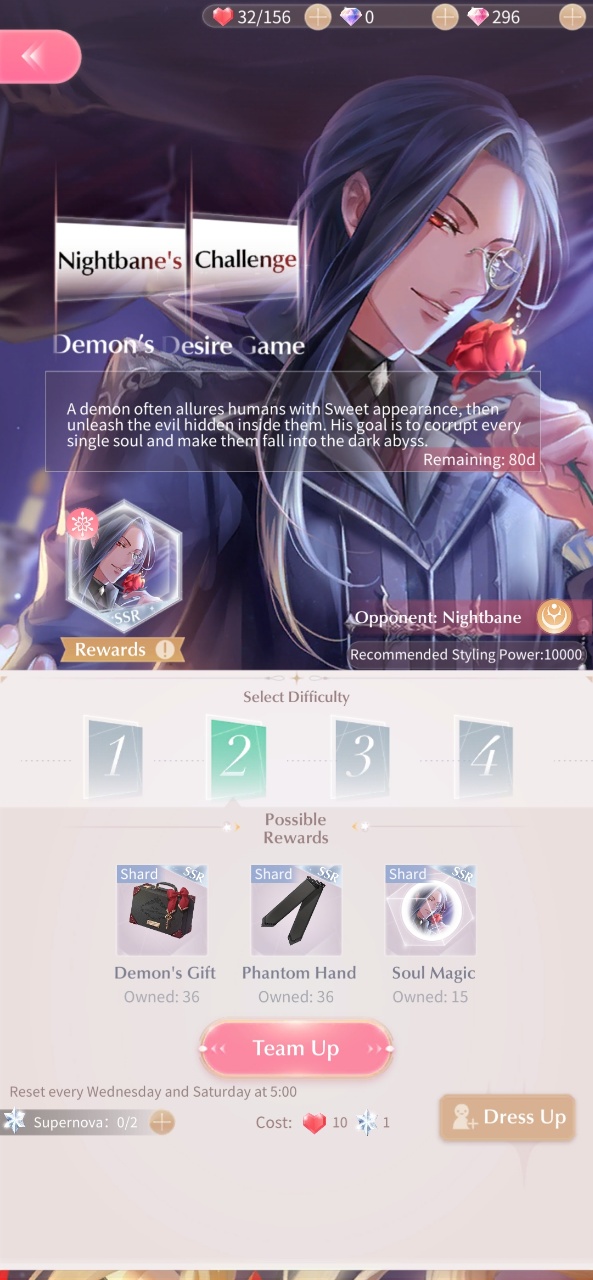 32/156
0
296
Nightbane's Challenge
Demon's Desire Game
A demon often allures humans with Sweet appearance, then
unleash the evil hidden inside them. His goal is to corrupt every
single soul and make them fall into the dark abyss.
Remaining: 80d
SSR
Rewards
Opponent: Nightbane
Recommended Styling Power:10000
Select Difficulty
1
2
3
4
Possible
Rewards
Shard SSR
Shard SSR
Shard SSR
Demon's Gift
Phantom Hand
Soul Magic
Owned: 36
Owned: 36
Owned: 15
Team Up
Reset every Wednesday and Saturday at 5:00
Supernova: 0/2
Cost: 10 1
Dress Up